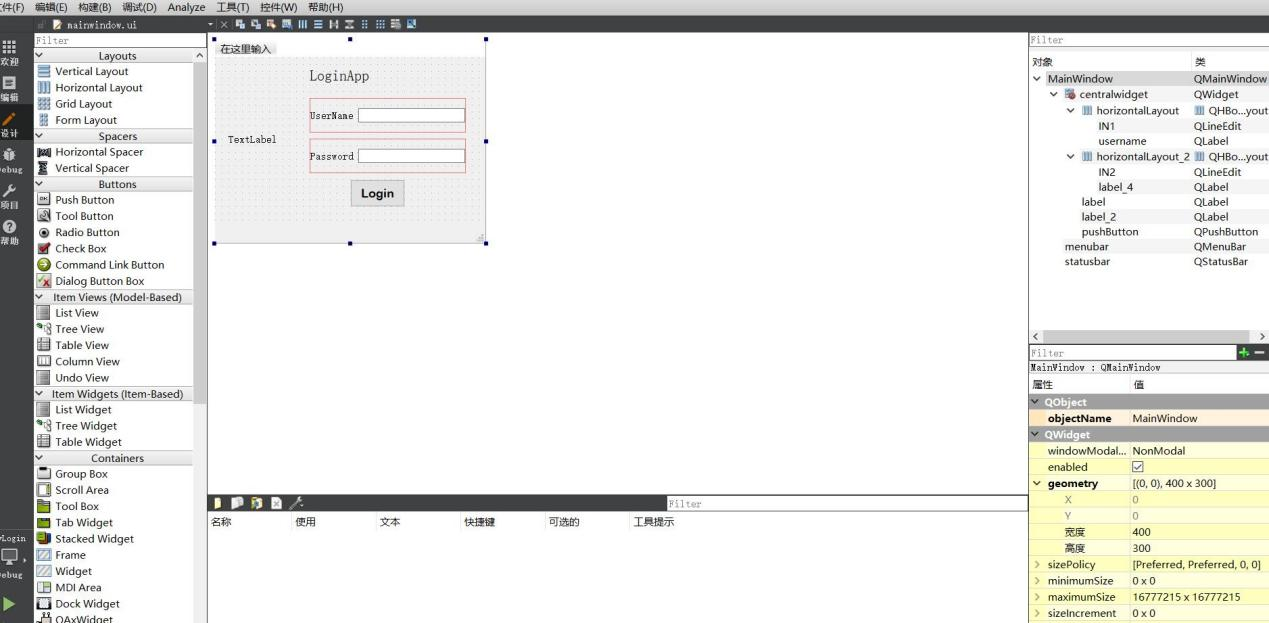 文件(F) 编辑(E) 构建(B) 调试(D) Analyze 工具(T) 控件(W) 帮助(H)
mainwindow.ui
欢迎
编辑
设计
Debug
项目
帮助
Login
Debug
Filter
Layouts
Vertical Layout
Horizontal Layout
Grid Layout
Form Layout
Spacers
Horizontal Spacer
Vertical Spacer
Buttons
Push Button
Tool Button
Radio Button
Check Box
Command Link Button
Dialog Button Box
Item Views (Model-Based)
List View
Tree View
Table View
Column View
Undo View
Item Widgets (Item-Based)
List Widget
Tree Widget
Table Widget
Containers
Group Box
Scroll Area
Tool Box
Tab Widget
Stacked Widget
Frame
Widget
MDI Area
Dock Widget
QAxWidget
在这里输入
LoginApp
UserName
TextLabel
Password
Login
Filter
名称 使用 文本 快捷键 可选的 工具提示
Filter
对象 类
MainWindow QMainWindow
centralwidget QWidget
horizontalLayout QHBo...yout
IN1 QLineEdit
username QLabel
horizontalLayout_2 QHBo...yout
IN2 QLineEdit
label_4 QLabel
label QLabel
label_2 QLabel
pushButton QPushButton
menubar QMenuBar
statusbar QStatusBar
Filter
MainWindow : QMainWindow
属性 值
QObject
objectName MainWindow
QWidget
windowModal... NonModal
enabled
geometry [(0, 0), 400 x 300]
X 0
Y 0
宽度 400
高度 300
sizePolicy [Preferred, Preferred, 0, 0]
minimumSize 0 x 0
maximumSize 16777215 x 16777215
sizeIncrement 0 x 0